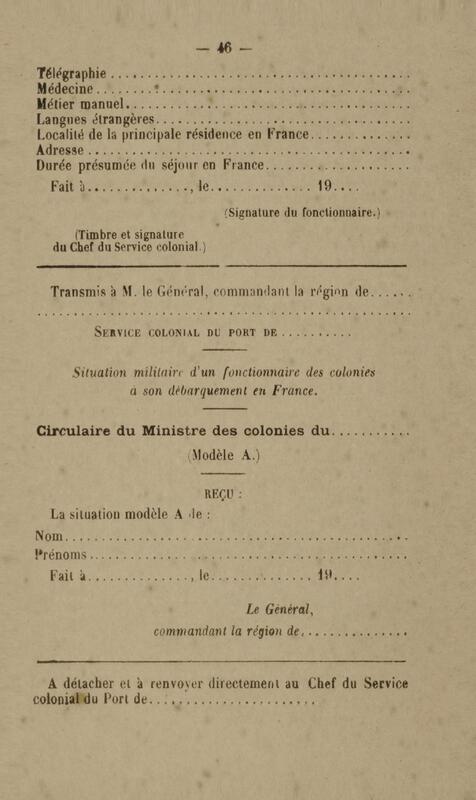 — 46 —
Télégraphie ........................................
Médecine ........................................
Métier manuel........................................
Langues étrangères........................................
Localité de la principale résidence en France..............
Adresse ........................................
Durée présumée du séjour en France......................
Fait à.............., le.............. 19....
(Signature du fonctionnaire.)
(Timbre et signature
du Chef du Service colonial.)
Transmis à M. le Général, commandant la région de......
........................................
SERVICE COLONIAL DU PORT DE ..........
Situation militaire d'un fonctionnaire des colonies
a son débarquement en France.
Circulaire du Ministre des colonies du...........
(Modèle A.)
REÇU :
La situation modèle A de :
Nom........................................
Prénoms........................................
Fait à.............., le.............. 19....
Le Général,
commandant la région de...............
A détacher et à renvoyer directement au Chef du Service
colonial du Port de......................